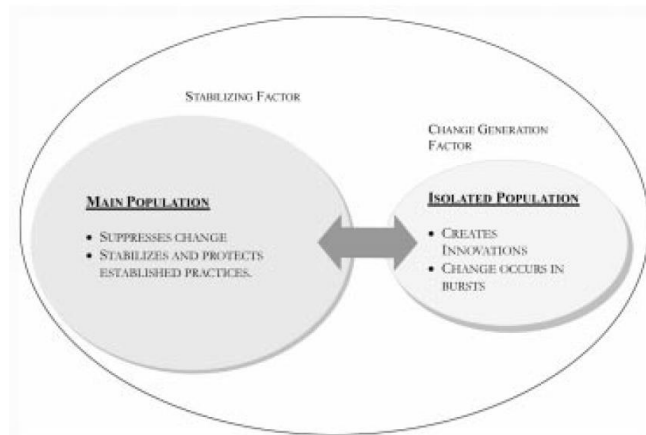 STABILIZING FACTOR
CHANGE GENERATION
FACTOR
MAIN POPULATION
• SUPPRESSES CHANGE
• STABILIZES AND PROTECTS
ESTABLISHED PRACTICES.
ISOLATED POPULATION
• CREATES
INNOVATIONS
• CHANGE OCCURS IN
BURSTS